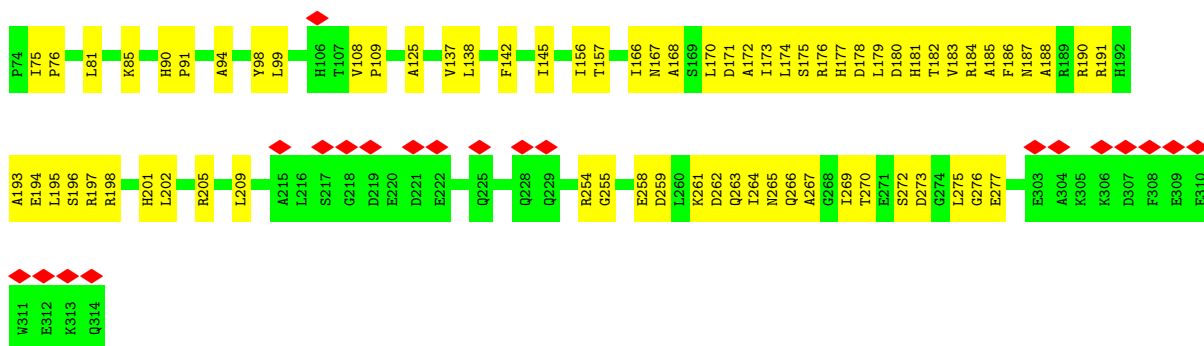 P74 I75 P76 L81 K85 H90 P91 A94 Y98 L99 H106 T107 V108 P109 A125 V137 L138 F142 I145 I156 T157 I166 N167 A168 S169 L170 D171 A172 I173 L174 S175 R176 H177 D178 L179 D180 H181 T182 V183 R184 A185 F186 N187 A188 R189 R190 R191 H192
A193 E194 L195 S196 R197 R198 H201 L202 R205 L209 A215 L216 S217 G218 D219 E220 D221 E222 Q225 Q228 Q229 R254 G255 E258 D259 L260 K261 D262 Q263 I264 N265 Q266 A267 G268 I269 T270 E271 S272 D273 G274 L275 G276 E277 E303 A304 K305 K306 D307 F308 E309 E310
W311 E312 K313 Q314